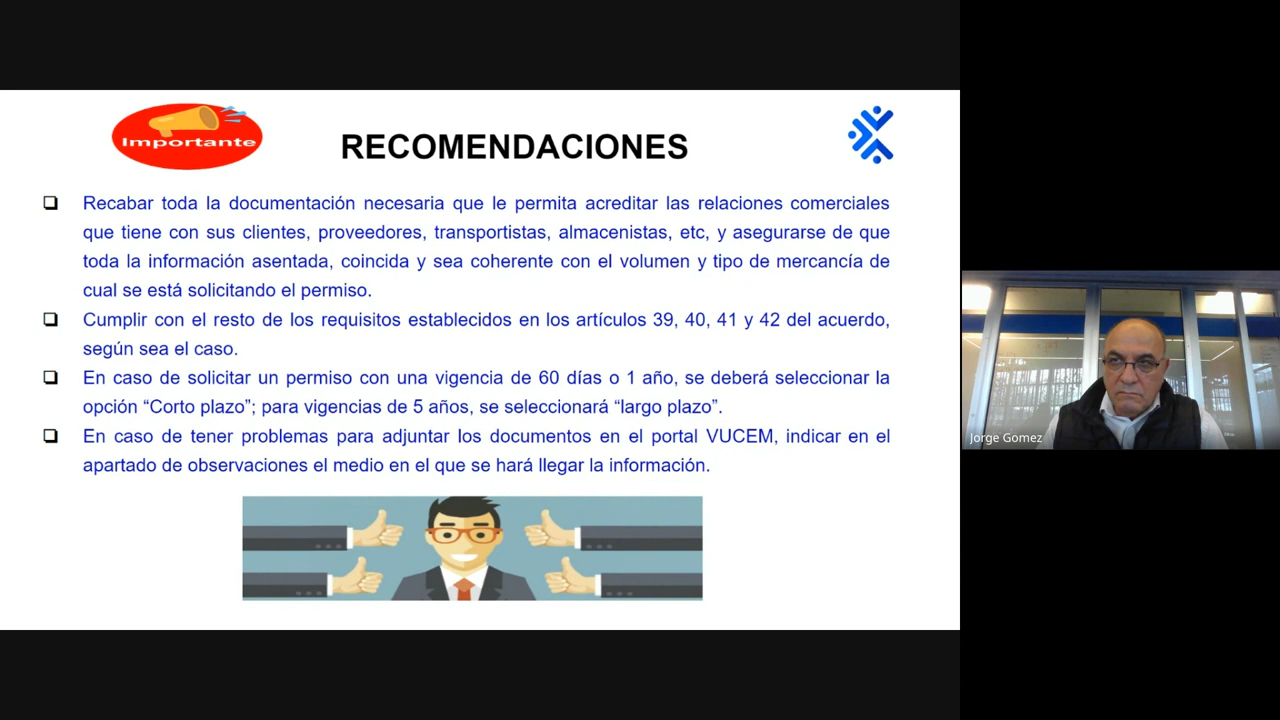 Importante
RECOMENDACIONES
Recabar toda la documentación necesaria que le permita acreditar las relaciones comerciales
que tiene con sus clientes, proveedores, transportistas, almacenistas, etc, y asegurarse de que
toda la información asentada, coincida y sea coherente con el volumen y tipo de mercancía de
cual se está solicitando el permiso.
Cumplir con el resto de los requisitos establecidos en los artículos 39, 40, 41 y 42 del acuerdo,
según sea el caso.
En caso de solicitar un permiso con una vigencia de 60 días o 1 año, se deberá seleccionar la
opción “Corto plazo”; para vigencias de 5 años, se seleccionará “largo plazo”.
En caso de tener problemas para adjuntar los documentos en el portal VUCEM, indicar en el
apartado de observaciones el medio en el que se hará llegar la información.
Jorge Gomez